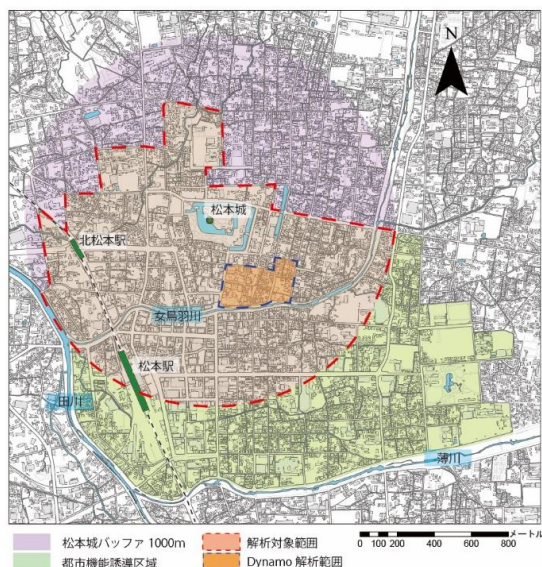 N
松本城
北松本駅
女鳥羽川
松本駅
田川
薄川
松本城バッファ 1000m
解析対象範囲
都市機能誘導区域
Dynamo 解析範囲
メートル
0 100 200 400 600 800